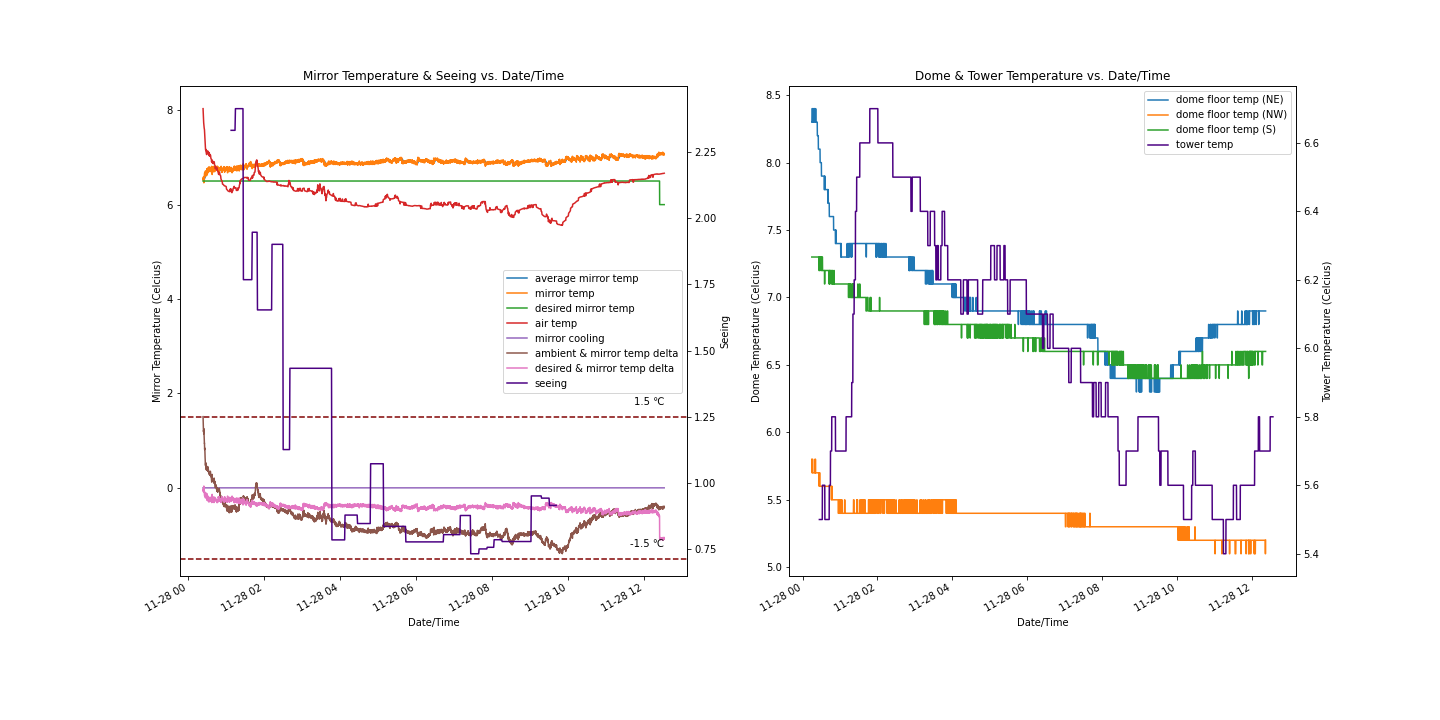 Mirror Temperature & Seeing vs. Date/Time
Mirror Temperature (Celcius)
8
6
4
2
0
2.25
2.00
1.75
1.50
1.25
1.00
0.75
Seeing
average mirror temp
mirror temp
desired mirror temp
air temp
mirror cooling
ambient & mirror temp delta
desired & mirror temp delta
seeing
1.5 °C
-1.5 °C
11-28 00
11-28 02
11-28 04
11-28 06
11-28 08
11-28 10
11-28 12
Date/Time
Dome & Tower Temperature vs. Date/Time
Dome Temperature (Celcius)
8.5
8.0
7.5
7.0
6.5
6.0
5.5
5.0
dome floor temp (NE)
dome floor temp (NW)
dome floor temp (S)
tower temp
6.6
6.4
6.2
6.0
5.8
5.6
5.4
Tower Temperature (Celcius)
11-28 00
11-28 02
11-28 04
11-28 06
11-28 08
11-28 10
11-28 12
Date/Time